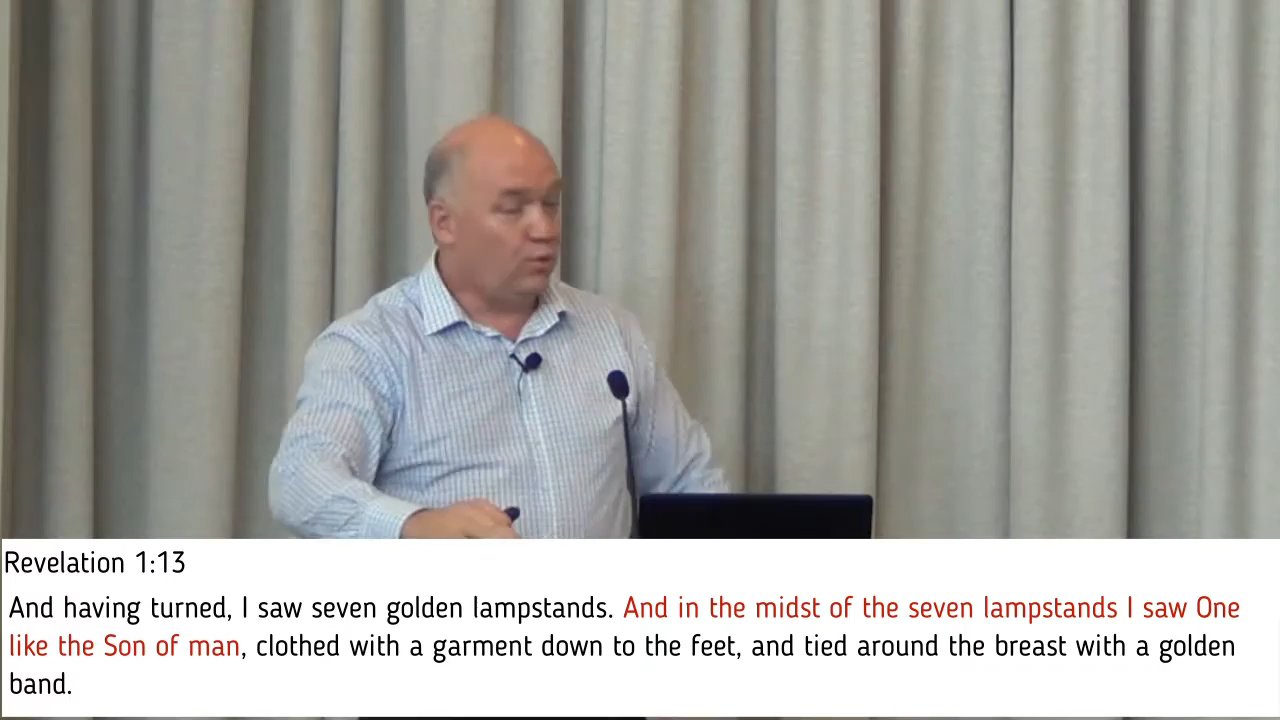 Revelation 1:13
And having turned, I saw seven golden lampstands. And in the midst of the seven lampstands I saw One
like the Son of man, clothed with a garment down to the feet, and tied around the breast with a golden
band.